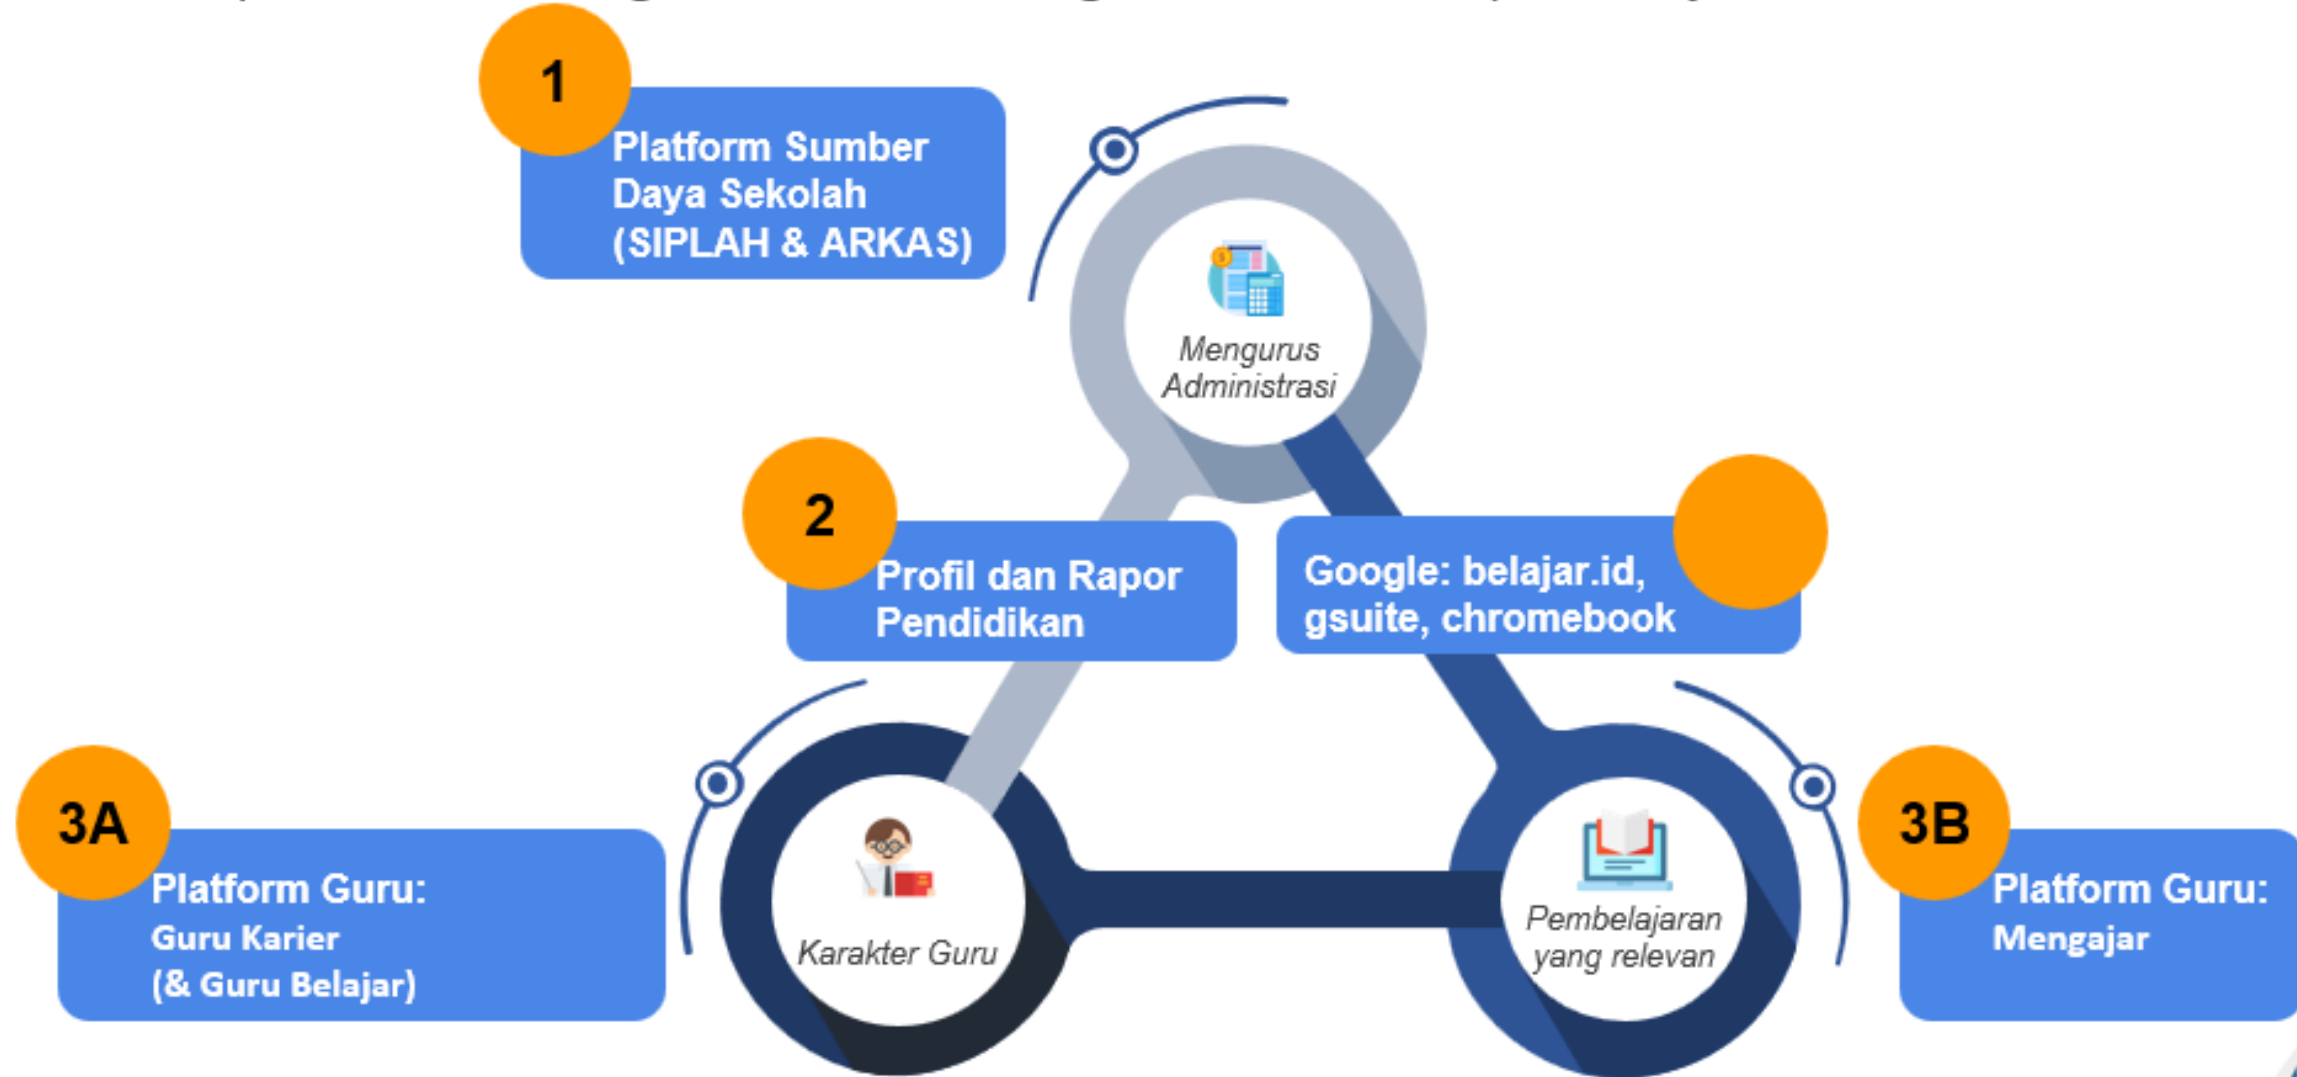 1
Platform Sumber
Daya Sekolah
(SIPLAH & ARKAS)
Mengurus
Administrasi
2
Profil dan Rapor
Pendidikan
Google: belajar.id,
gsuite, chromebook
3A
Platform Guru:
Guru Karier
(& Guru Belajar)
Karakter Guru
Pembelajaran
yang relevan
3B
Platform Guru:
Mengajar